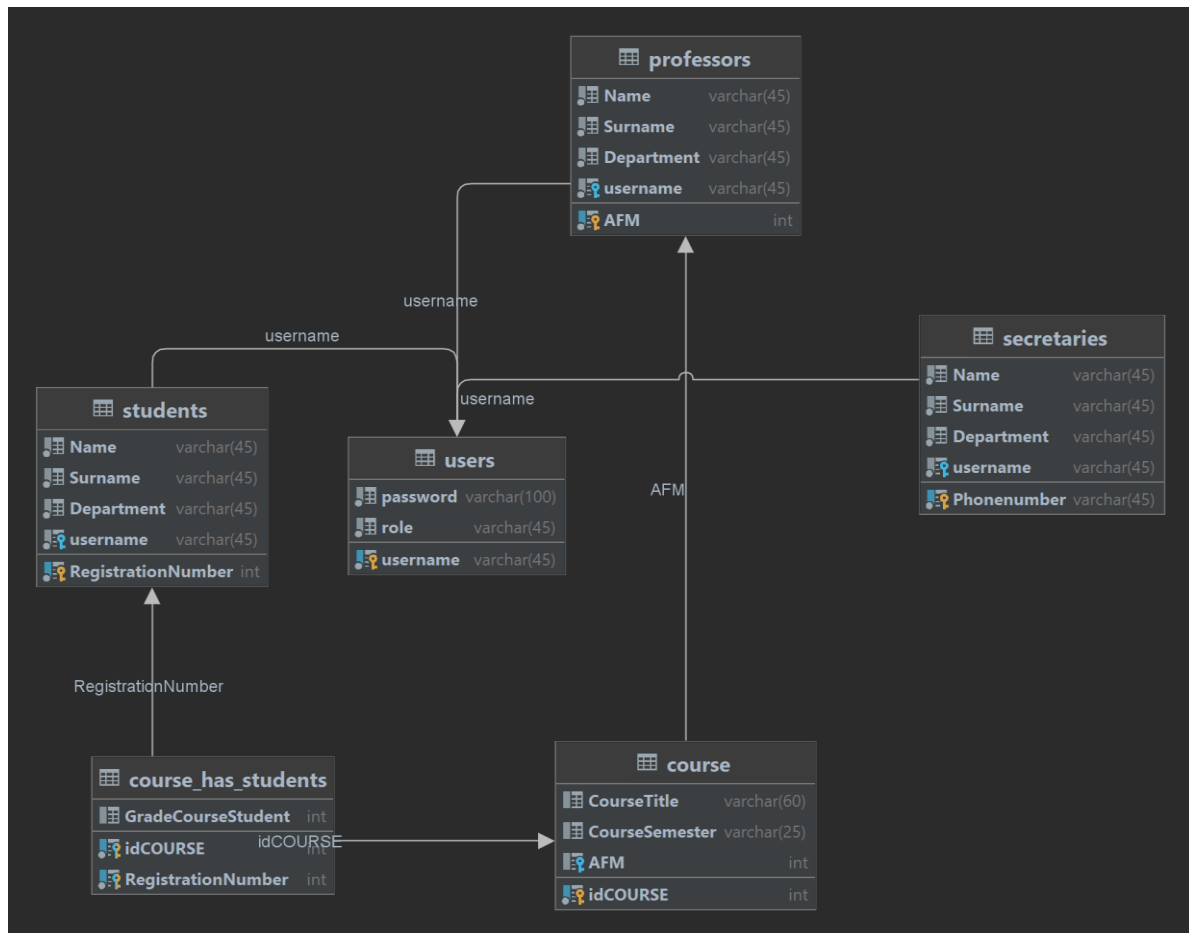 professors
Name varchar(45)
Surname varchar(45)
Department varchar(45)
username varchar(45)
AFM int
username
username
username
AFM
secretaries
Name varchar(45)
Surname varchar(45)
Department varchar(45)
username varchar(45)
Phonenumber varchar(45)
students
Name varchar(45)
Surname varchar(45)
Department varchar(45)
username varchar(45)
RegistrationNumber int
users
password varchar(100)
role varchar(45)
username varchar(45)
RegistrationNumber
course_has_students
GradeCourseStudent int
idCOURSE int
RegistrationNumber int
idCOURSE
course
CourseTitle varchar(60)
CourseSemester varchar(25)
AFM int
idCOURSE int